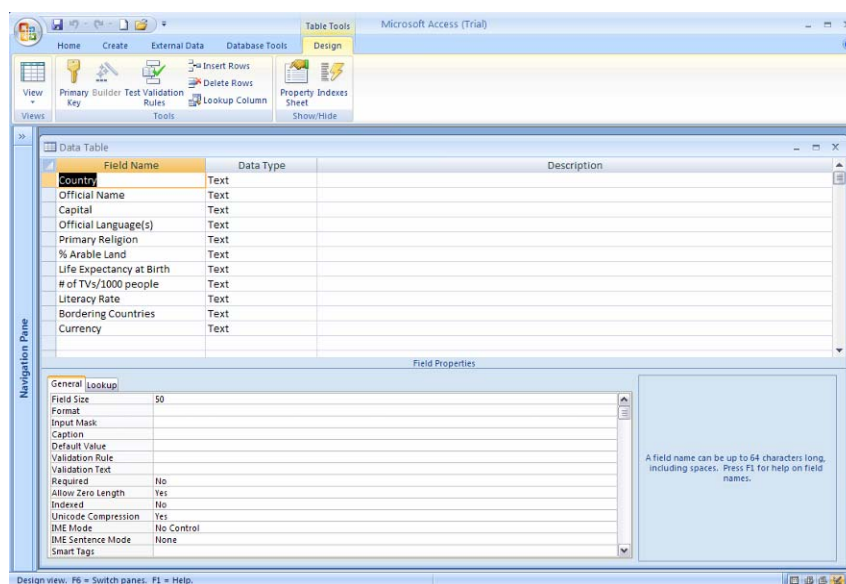 Table Tools Microsoft Access (Trial)
Home Create External Data Database Tools Design
View
Primary Key
Builder
Test Validation Rules
Insert Rows
Delete Rows
Lookup Column
Property Sheet
Indexes
Views Tools Show/Hide
Data Table
Field Name Data Type Description
Country Text
Official Name Text
Capital Text
Official Language(s) Text
Primary Religion Text
% Arable Land Text
Life Expectancy at Birth Text
# of TVs/1000 people Text
Literacy Rate Text
Bordering Countries Text
Currency Text
Navigation Pane
Field Properties
General Lookup
Field Size 50
Format
Input Mask
Caption
Default Value
Validation Rule
Validation Text
Required No
Allow Zero Length Yes
Indexed No
Unicode Compression Yes
IME Mode No Control
IME Sentence Mode None
Smart Tags
A field name can be up to 64 characters long,
including spaces. Press F1 for help on field
names.
Design view. F6 = Switch panes. F1 = Help.